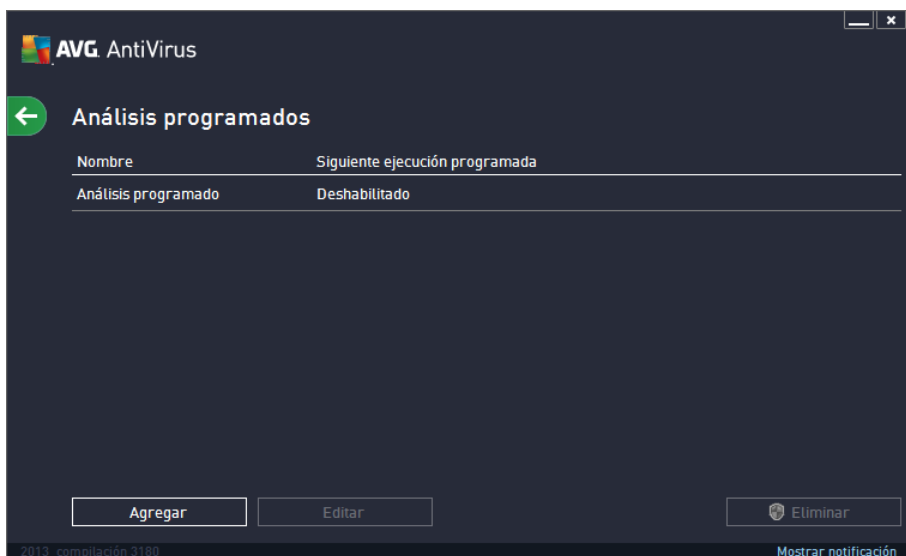 AVG. AntiVirus
Análisis programados
Nombre Siguiente ejecución programada
Análisis programado Deshabilitado
Agregar Editar Eliminar
2013 compilación 3180 Mostrar notificación